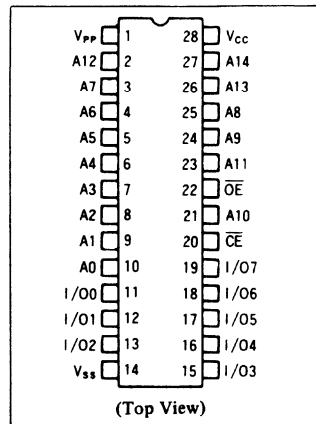 VPP 1 28 VCC
A12 2 27 A14
A7 3 26 A13
A6 4 25 A8
A5 5 24 A9
A4 6 23 A11
A3 7 22 O̅E̅
A2 8 21 A10
A1 9 20 C̅E̅
A0 10 19 I/O7
I/O0 11 18 I/O6
I/O1 12 17 I/O5
I/O2 13 16 I/O4
VSS 14 15 I/O3
(Top View)